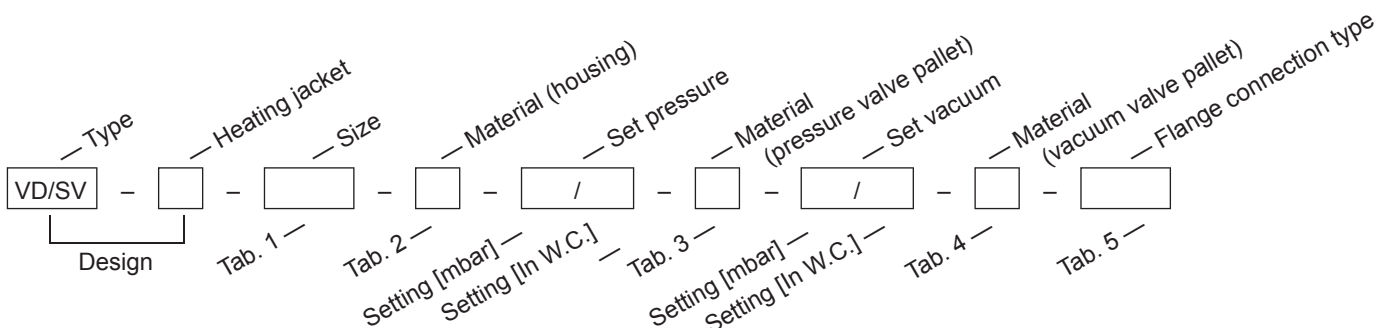 Type
Heating jacket
Size
Material (housing)
Set pressure
Material
(pressure valve pallet)
Set vacuum
Material
(vacuum valve pallet)
Flange connection type
VD/SV – – – – / – – / – –
Design
Tab. 1
Tab. 2
Setting [mbar]
Setting [In W.C.]
Tab. 3
Setting [mbar]
Setting [In W.C.]
Tab. 4
Tab. 5